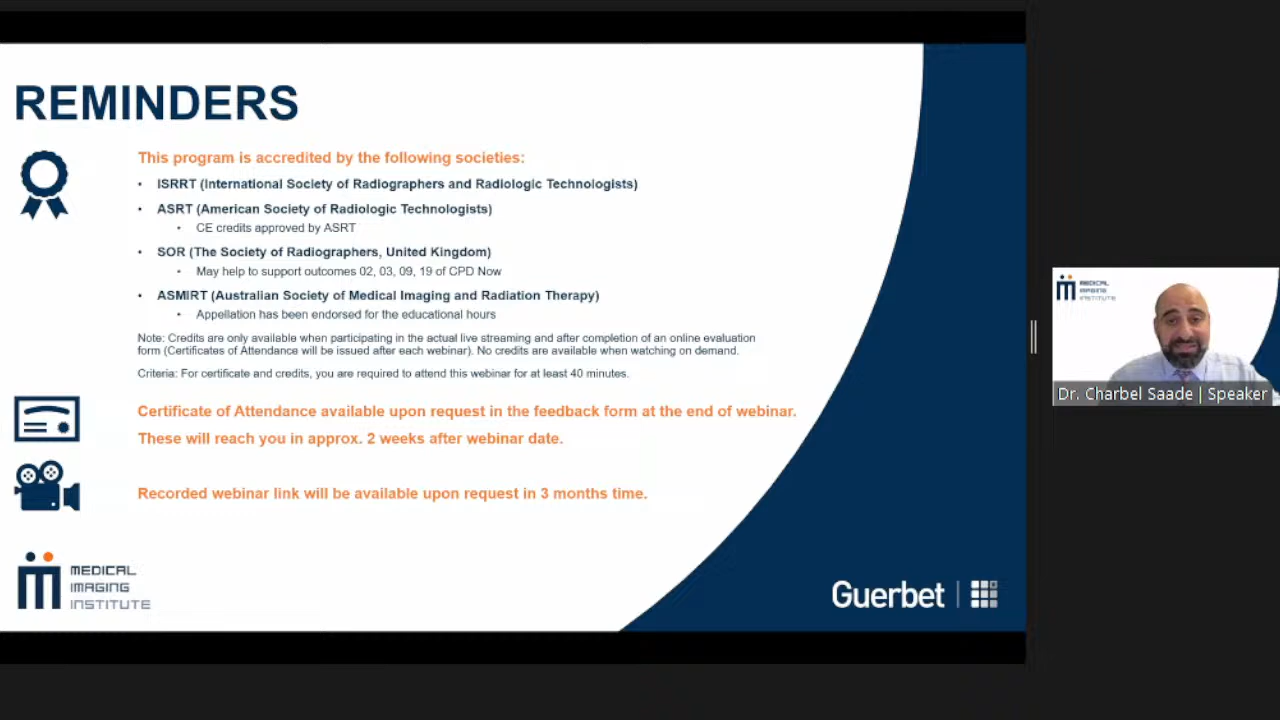 REMINDERS
This program is accredited by the following societies:
• ISRRT (International Society of Radiographers and Radiologic Technologists)
• ASRT (American Society of Radiologic Technologists)
• CE credits approved by ASRT
• SOR (The Society of Radiographers, United Kingdom)
• May help to support outcomes 02, 03, 09, 19 of CPD Now
• ASMIRT (Australian Society of Medical Imaging and Radiation Therapy)
• Appellation has been endorsed for the educational hours
Note: Credits are only available when participating in the actual live streaming and after completion of an online evaluation
form (Certificates of Attendance will be issued after each webinar). No credits are available when watching on demand.
Criteria: For certificate and credits, you are required to attend this webinar for at least 40 minutes.
Certificate of Attendance available upon request in the feedback form at the end of webinar.
These will reach you in approx. 2 weeks after webinar date.
Recorded webinar link will be available upon request in 3 months time.
MEDICAL
IMAGING
INSTITUTE
Guerbet
MEDICAL
IMAGING
INSTITUTE
Dr. Charbel Saade | Speaker